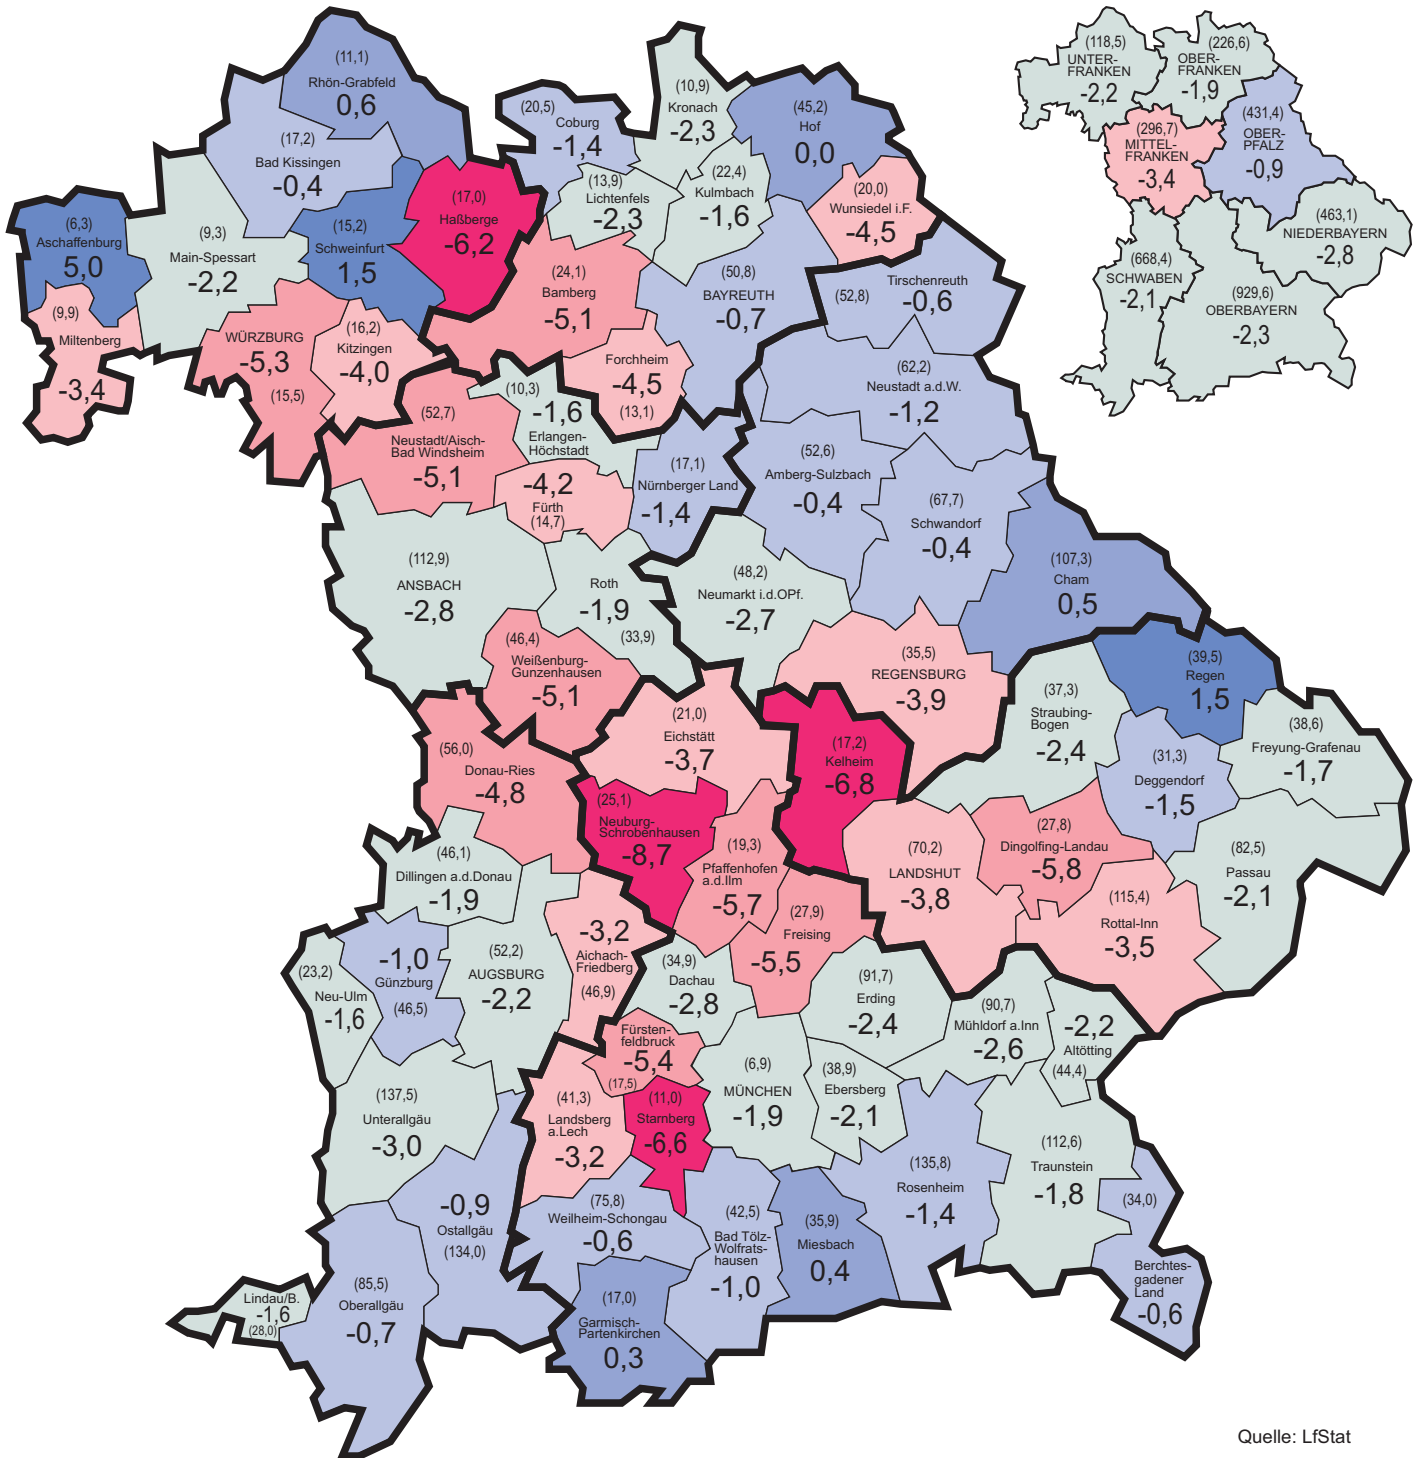 (11,1)
Rhön-Grabfeld
0,6
(17,2)
Bad Kissingen
-0,4
(6,3)
Aschaffenburg
5,0
(9,3)
Main-Spessart
-2,2
(15,2)
Schweinfurt
1,5
(17,0)
Haßberge
-6,2
(9,9)
Miltenberg
-3,4
WÜRZBURG
-5,3
(15,5)
(16,2)
Kitzingen
-4,0
(20,5)
Coburg
-1,4
(10,9)
Kronach
-2,3
(45,2)
Hof
0,0
(13,9)
Lichtenfels
-2,3
(22,4)
Kulmbach
-1,6
(20,0)
Wunsiedel i.F.
-4,5
(24,1)
Bamberg
-5,1
(50,8)
BAYREUTH
-0,7
Forchheim
-4,5
(13,1)
Tirschenreuth
(52,8)
-0,6
(62,2)
Neustadt a.d.W.
-1,2
(52,6)
Amberg-Sulzbach
-0,4
(67,7)
Schwandorf
-0,4
(107,3)
Cham
0,5
(48,2)
Neumarkt i.d.OPf.
-2,7
(35,5)
REGENSBURG
-3,9
(52,7)
Neustadt/Aisch-
Bad Windsheim
-5,1
(10,3)
-1,6
Erlangen-
Höchstadt
-4,2
Fürth
(14,7)
(17,1)
Nürnberger Land
-1,4
(112,9)
ANSBACH
-2,8
Roth
-1,9
(33,9)
(46,4)
Weißenburg-
Gunzenhausen
-5,1
(39,5)
Regen
1,5
(37,3)
Straubing-
Bogen
-2,4
(38,6)
Freyung-Grafenau
-1,7
(31,3)
Deggendorf
-1,5
(17,2)
Kelheim
-6,8
(70,2)
LANDSHUT
-3,8
(27,8)
Dingolfing-Landau
-5,8
(82,5)
Passau
-2,1
(115,4)
Rottal-Inn
-3,5
(56,0)
Donau-Ries
-4,8
(46,1)
Dillingen a.d.Donau
-1,9
-1,0
Günzburg
(46,5)
(23,2)
Neu-Ulm
-1,6
(52,2)
AUGSBURG
-2,2
-3,2
Aichach-
Friedberg
(46,9)
(137,5)
Unterallgäu
-3,0
-0,9
Ostallgäu
(134,0)
(85,5)
Oberallgäu
-0,7
Lindau/B.
-1,6
(28,0)
(21,0)
Eichstätt
-3,7
(25,1)
Neuburg-
Schrobenhausen
-8,7
(19,3)
Pfaffenhofen
a.d.Ilm
-5,7
(27,9)
Freising
-5,5
(34,9)
Dachau
-2,8
(91,7)
Erding
-2,4
(90,7)
Mühldorf a.Inn
-2,6
-2,2
Altötting
(44,4)
Fürsten-
feldbruck
-5,4
(17,5)
(6,9)
MÜNCHEN
-1,9
(38,9)
Ebersberg
-2,1
(41,3)
Landsberg
a.Lech
-3,2
(11,0)
Starnberg
-6,6
(112,6)
Traunstein
-1,8
(135,8)
Rosenheim
-1,4
(34,0)
Berchtes-
gadener
Land
-0,6
(75,8)
Weilheim-Schongau
-0,6
(42,5)
Bad Tölz-
Wolfrats-
hausen
-1,0
(35,9)
Miesbach
0,4
(17,0)
Garmisch-
Partenkirchen
0,3
(118,5)
UNTER-
FRANKEN
-2,2
(226,6)
OBER-
FRANKEN
-1,9
(296,7)
MITTEL-
FRANKEN
-3,4
(431,4)
OBER-
PFALZ
-0,9
(463,1)
NIEDERBAYERN
-2,8
(668,4)
SCHWABEN
-2,1
(929,6)
OBERBAYERN
-2,3
Quelle: LfStat